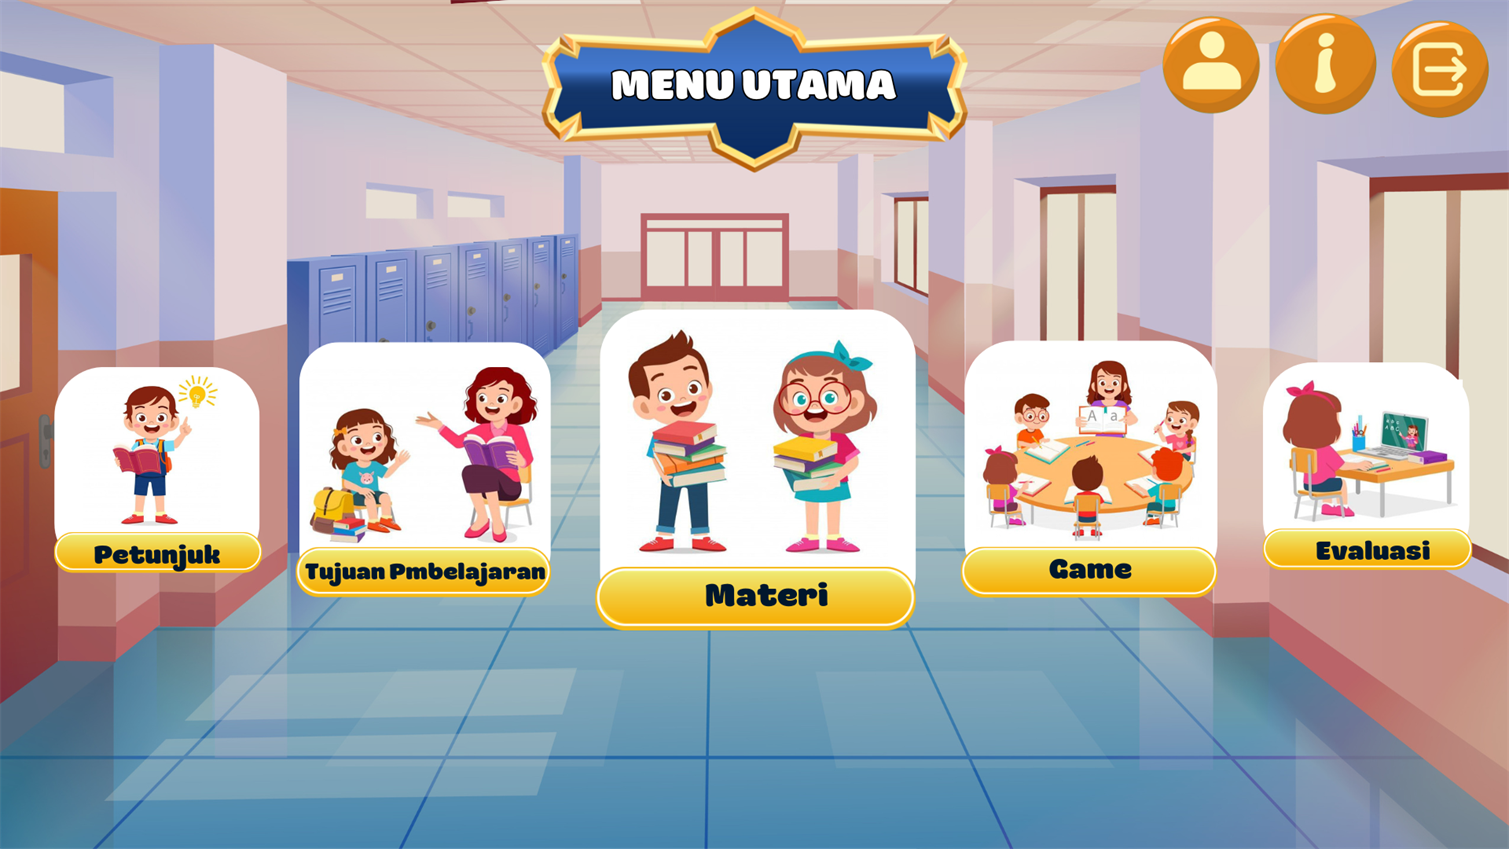 MENU UTAMA
Petunjuk
Tujuan Pmbelajaran
Materi
Game
Evaluasi
A a